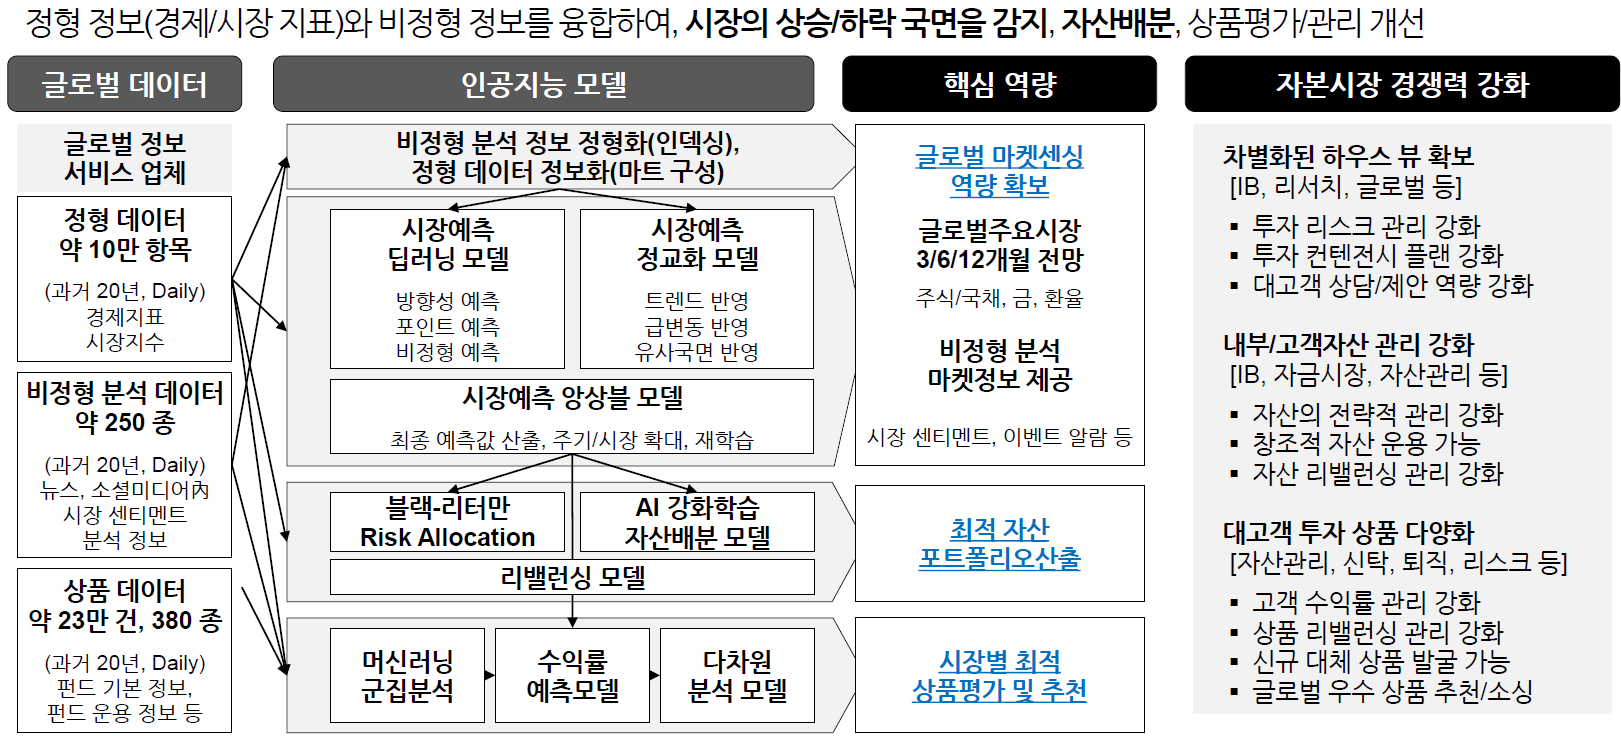 정형 정보(경제/시장 지표)와 비정형 정보를 융합하여, 시장의 상승/하락 국면을 감지, 자산배분, 상품평가/관리 개선
글로벌 데이터
글로벌 정보
서비스 업체
정형 데이터
약 10만 항목
(과거 20년, Daily)
경제지표
시장지수
비정형 분석 데이터
약 250 종
(과거 20년, Daily)
뉴스, 소셜미디어內
시장 센티멘트
분석 정보
상품 데이터
약 23만 건, 380 종
(과거 20년, Daily)
펀드 기본 정보,
펀드 운용 정보 등
인공지능 모델
비정형 분석 정보 정형화(인덱싱),
정형 데이터 정보화(마트 구성)
시장예측
딥러닝 모델
방향성 예측
포인트 예측
비정형 예측
시장예측
정교화 모델
트렌드 반영
급변동 반영
유사국면 반영
시장예측 앙상블 모델
최종 예측값 산출, 주기/시장 확대, 재학습
블랙-리터만
Risk Allocation
AI 강화학습
자산배분 모델
리밸런싱 모델
머신러닝
군집분석
수익률
예측모델
다차원
분석 모델
핵심 역량
글로벌 마켓센싱
역량 확보
글로벌주요시장
3/6/12개월 전망
주식/국채, 금, 환율
비정형 분석
마켓정보 제공
시장 센티멘트, 이벤트 알람 등
최적 자산
포트폴리오산출
시장별 최적
상품평가 및 추천
자본시장 경쟁력 강화
차별화된 하우스 뷰 확보
[IB, 리서치, 글로벌 등]
▪ 투자 리스크 관리 강화
▪ 투자 컨텐전시 플랜 강화
▪ 대고객 상담/제안 역량 강화
내부/고객자산 관리 강화
[IB, 자금시장, 자산관리 등]
▪ 자산의 전략적 관리 강화
▪ 창조적 자산 운용 가능
▪ 자산 리밸런싱 관리 강화
대고객 투자 상품 다양화
[자산관리, 신탁, 퇴직, 리스크 등]
▪ 고객 수익률 관리 강화
▪ 상품 리밸런싱 관리 강화
▪ 신규 대체 상품 발굴 가능
▪ 글로벌 우수 상품 추천/소싱